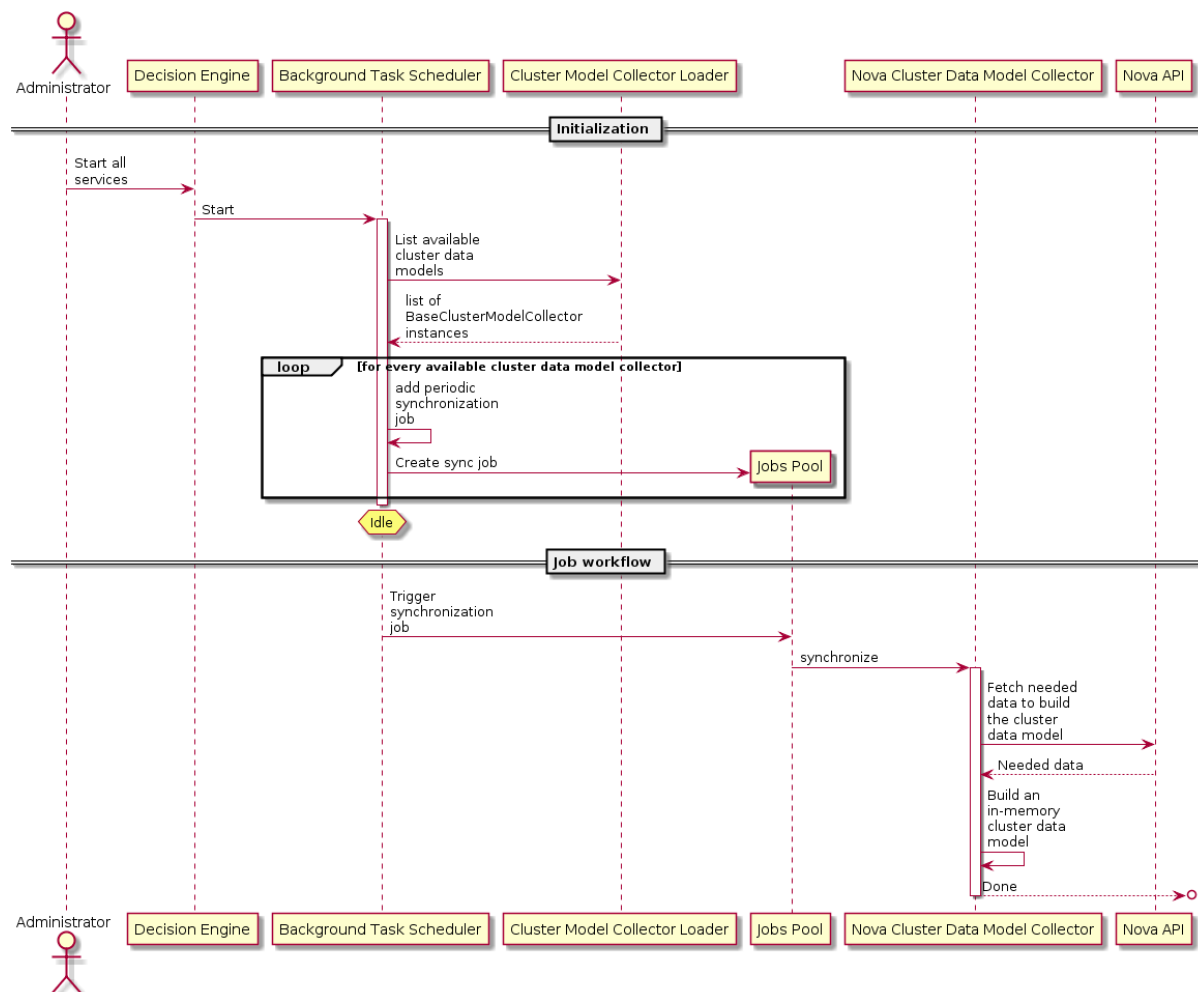 Administrator
Decision Engine
Background Task Scheduler
Cluster Model Collector Loader
Nova Cluster Data Model Collector
Nova API
Initialization
Start all
services
Start
List available
cluster data
models
list of
BaseClusterModelCollector
instances
loop
[for every available cluster data model collector]
add periodic
synchronization
job
Create sync job
Jobs Pool
Idle
Job workflow
Trigger
synchronization
job
synchronize
Fetch needed
data to build
the cluster
data model
Needed data
Build an
in-memory
cluster data
model
Done
Administrator
Decision Engine
Background Task Scheduler
Cluster Model Collector Loader
Jobs Pool
Nova Cluster Data Model Collector
Nova API